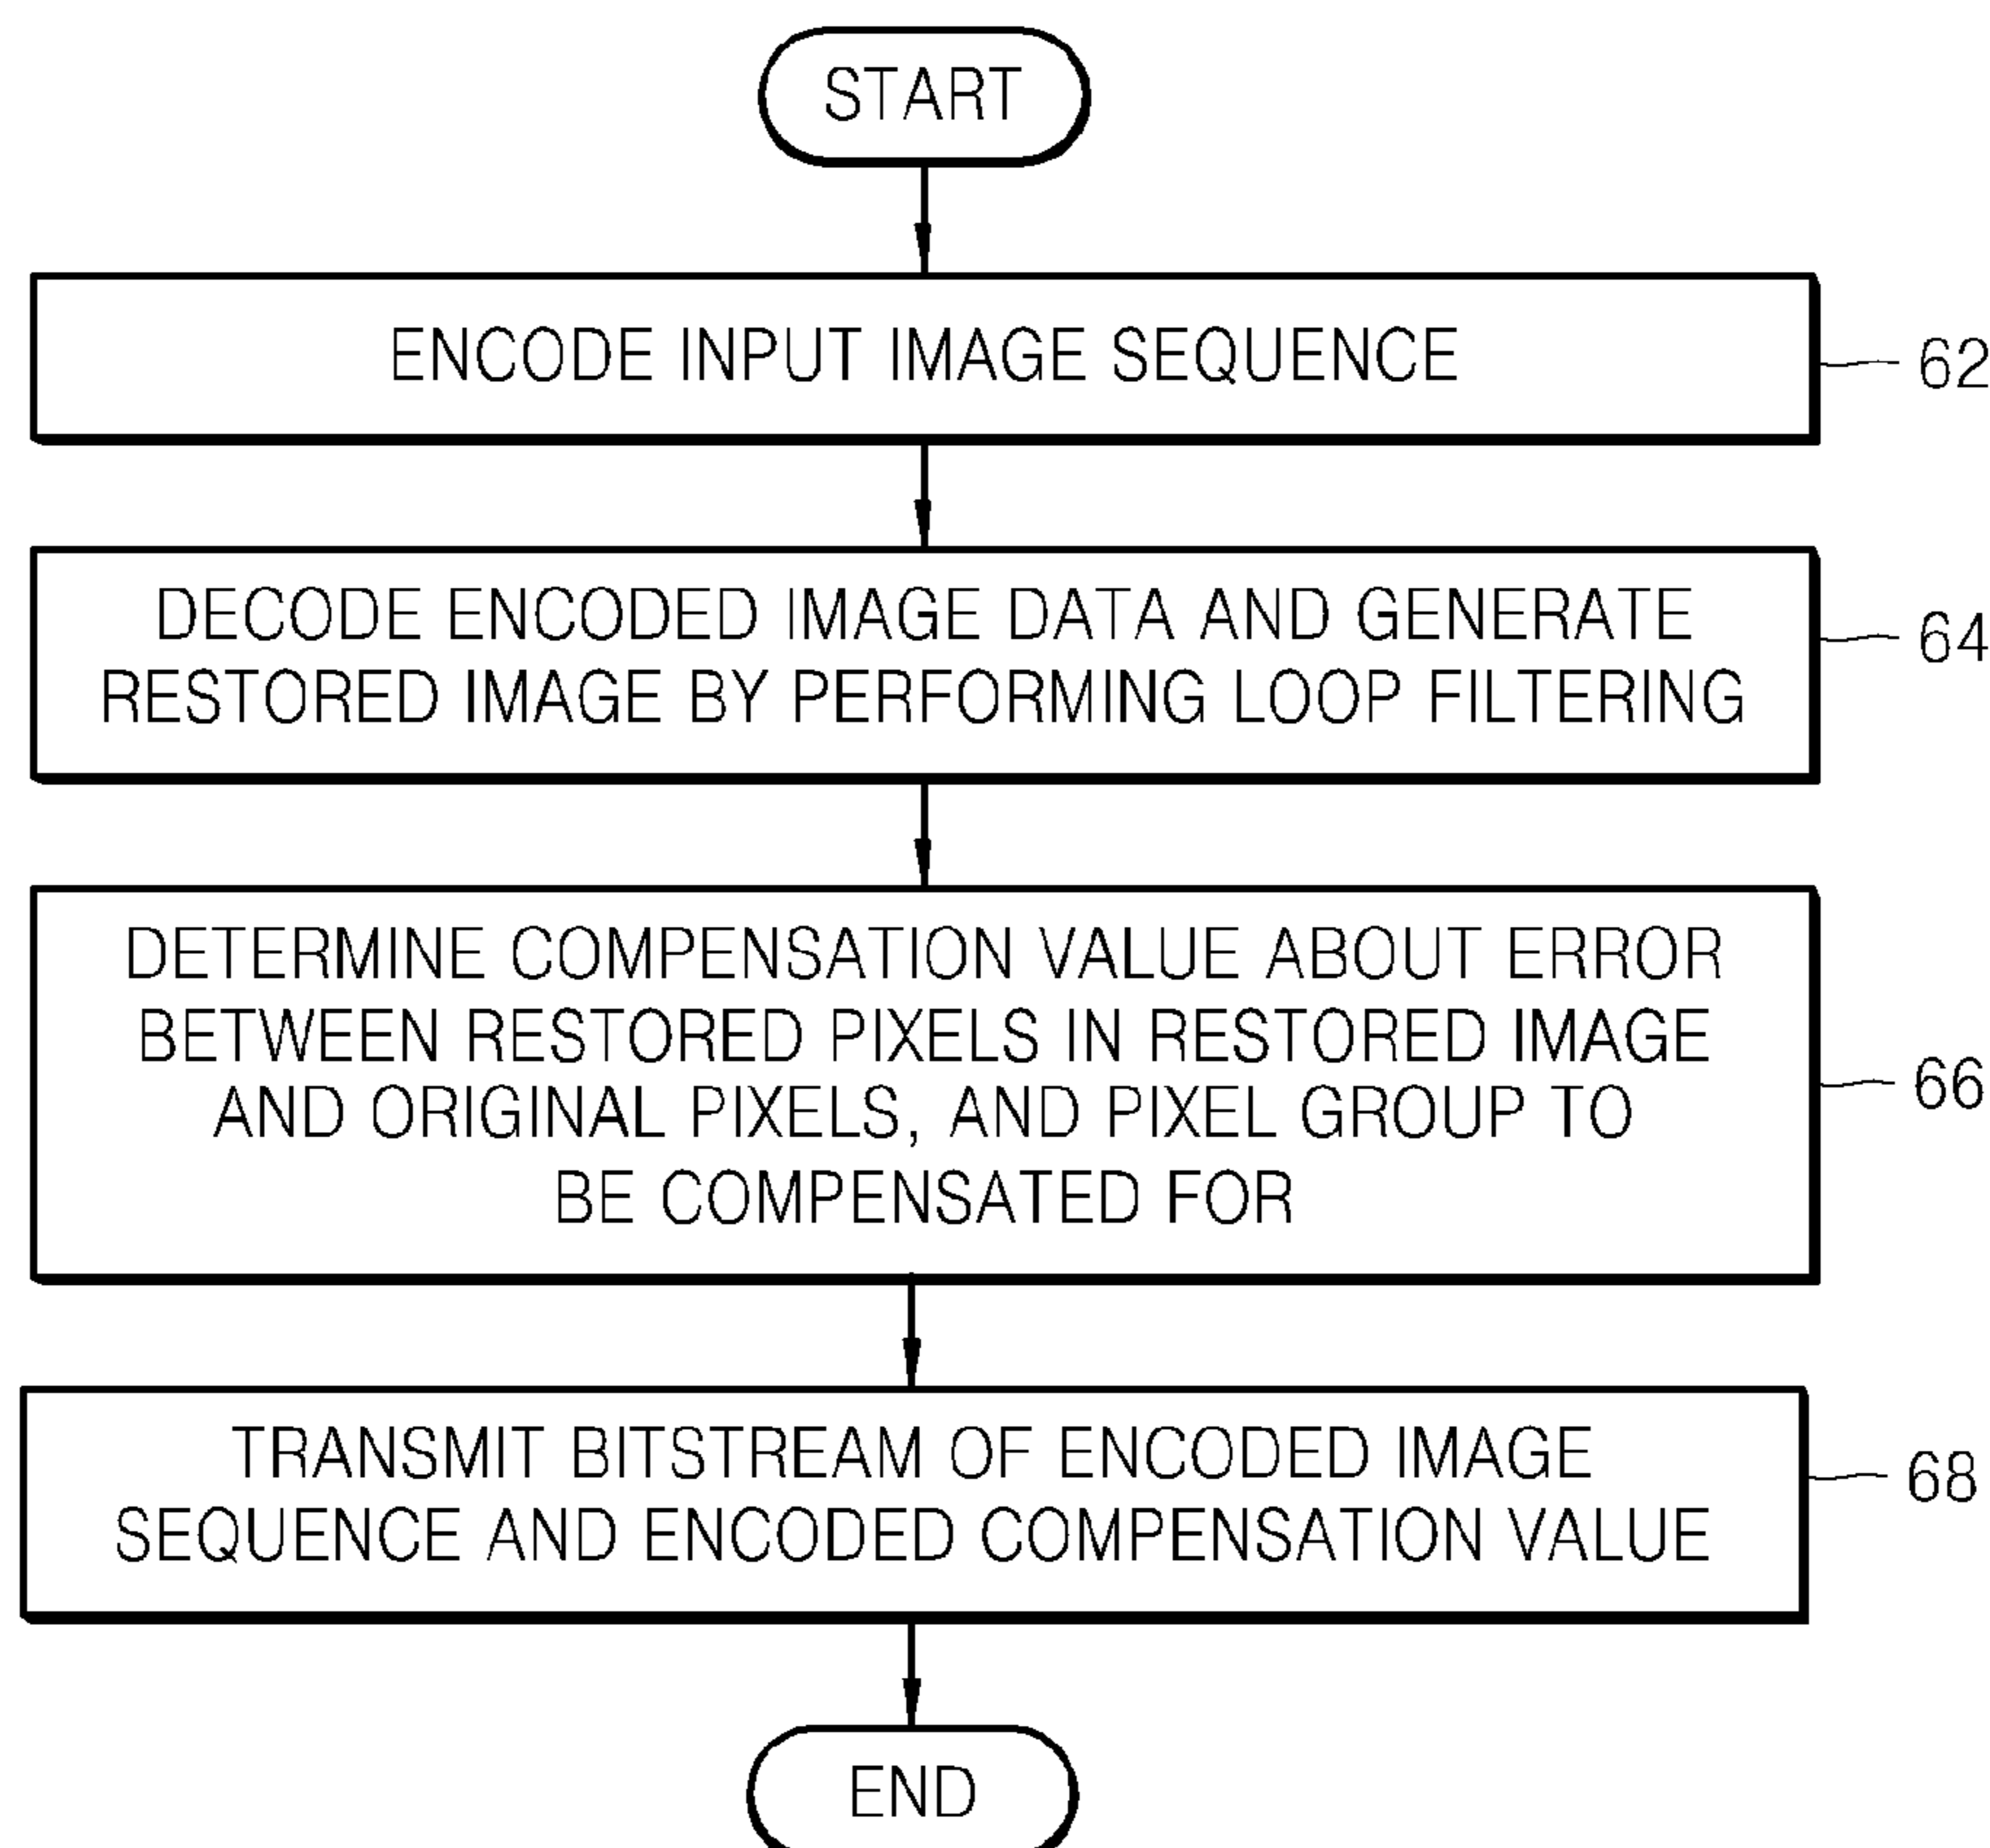 START
ENCODE INPUT IMAGE SEQUENCE
62
DECODE ENCODED IMAGE DATA AND GENERATE
RESTORED IMAGE BY PERFORMING LOOP FILTERING
64
DETERMINE COMPENSATION VALUE ABOUT ERROR
BETWEEN RESTORED PIXELS IN RESTORED IMAGE
AND ORIGINAL PIXELS, AND PIXEL GROUP TO
BE COMPENSATED FOR
66
TRANSMIT BITSTREAM OF ENCODED IMAGE
SEQUENCE AND ENCODED COMPENSATION VALUE
68
END